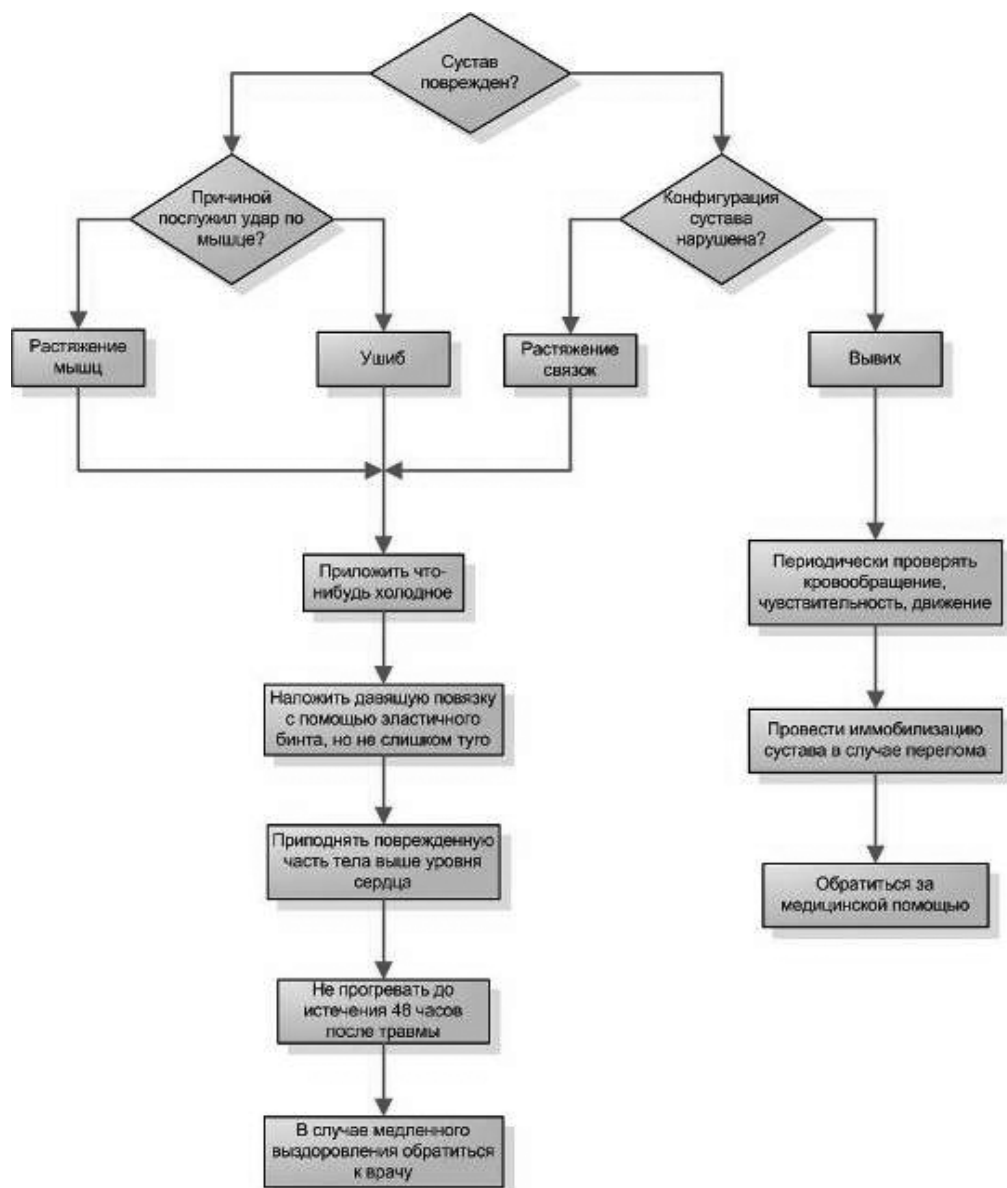 Сустав
поврежден?
Причиной
послужил удар по
мышце?
Конфигурация
сустава
нарушена?
Растяжение
мышц
Ушиб
Растяжение
связок
Вывих
Приложить что-
нибудь холодное
Периодически проверять
кровообращение,
чувствительность, движение
Наложить давящую повязку
с помощью эластичного
бинта, но не слишком туго
Провести иммобилизацию
сустава в случае перелома
Приподнять поврежденную
часть тела выше уровня
сердца
Обратиться за
медицинской помощью
Не прогревать до
истечения 48 часов
после травмы
В случае медленного
выздоровления обратиться
к врачу